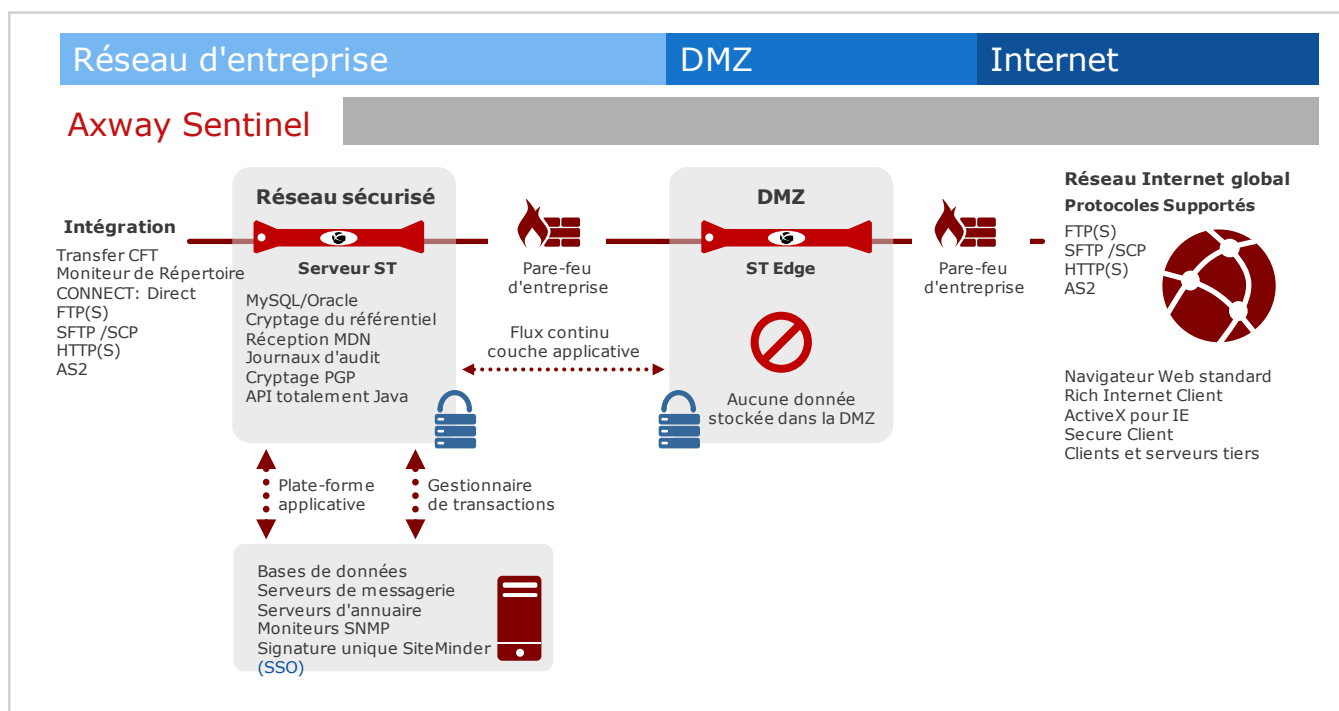 Réseau d'entreprise
DMZ
Internet
Axway Sentinel
Intégration
Transfer CFT
Moniteur de Répertoire
CONNECT: Direct
FTP(S)
SFTP /SCP
HTTP(S)
AS2
Réseau sécurisé
Serveur ST
MySQL/Oracle
Cryptage du référentiel
Réception MDN
Journaux d'audit
Cryptage PGP
API totalement Java
Pare-feu
d'entreprise
Flux continu
couche applicative
DMZ
ST Edge
Aucune donnée
stockée dans la DMZ
Pare-feu
d'entreprise
Réseau Internet global
Protocoles Supportés
FTP(S)
SFTP /SCP
HTTP(S)
AS2
Navigateur Web standard
Rich Internet Client
ActiveX pour IE
Secure Client
Clients et serveurs tiers
Plate-forme
applicative
Gestionnaire
de transactions
Bases de données
Serveurs de messagerie
Serveurs d'annuaire
Moniteurs SNMP
Signature unique SiteMinder
(SSO)